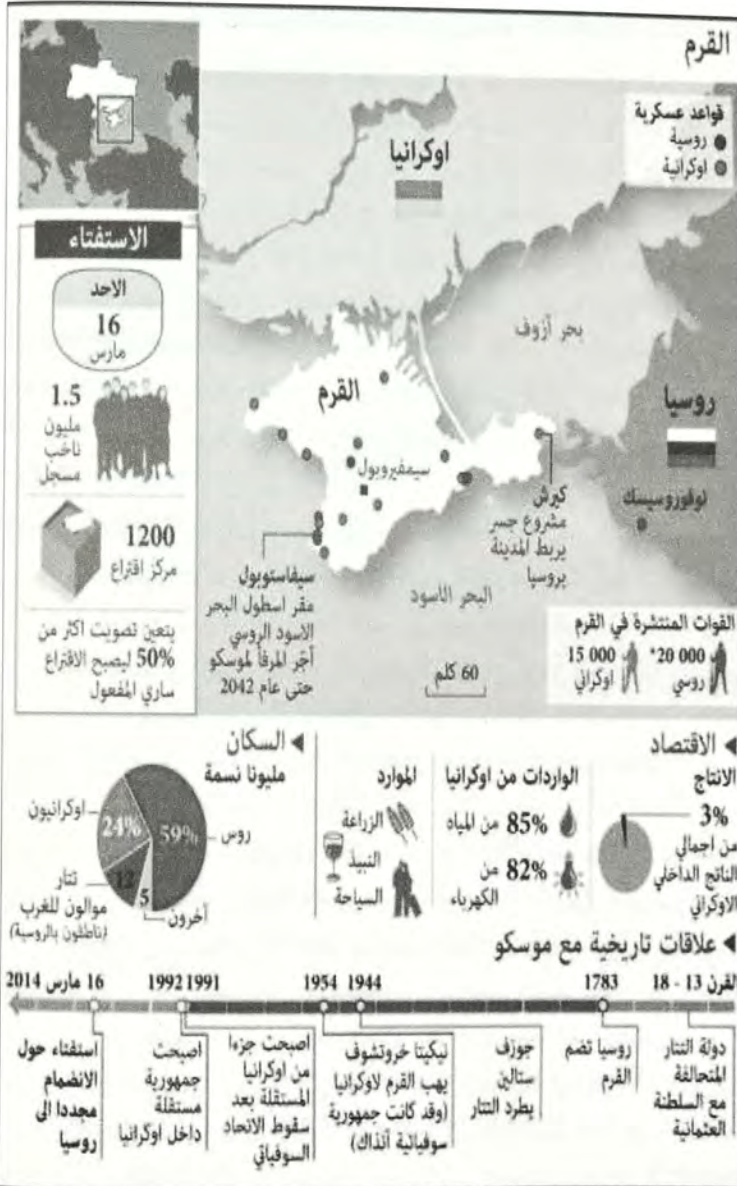 القرم
قواعد عسكرية
روسية
اوكرانية
اوكرانيا
بحر آزوف
روسيا
القرم
سيمفيروبول
نوفوروسيسك
كيرش
مشروع جسر
يربط المدينة
بروسيا
سيفاستوبول
مقر اسطول البحر
الاسود الروسي
أجّر المرفأ لموسكو
حتى عام 2042
البحر الاسود
60 كلم
القوات المنتشرة في القرم
20 000*
روسي
15 000
اوكراني
الاستفتاء
الاحد
16
مارس
1.5
مليون
ناخب
مسجل
1200
مركز اقتراع
يتعين تصويت اكثر من
50% ليصبح الاقتراع
ساري المفعول
الاقتصاد
الانتاج
3%
من اجمالي
الناتج الداخلي
الاوكراني
الواردات من اوكرانيا
85% من المياه
82% من
الكهرباء
الموارد
الزراعة
النبيذ
السياحة
السكان
مليونا نسمة
روس
59%
اوكرانيون
24%
تتار
موالون للغرب
(ناطقون بالروسية)
12
أخرون
5
علاقات تاريخية مع موسكو
القرن 13 - 18
دولة التتار
المتحالفة
مع السلطنة
العثمانية
1783
روسيا تضم
القرم
1944
جوزف
ستالين
يطرد التتار
1954
نيكيتا خروتشوف
يهب القرم لاوكرانيا
(وقد كانت جمهورية
سوفياتية آنذاك)
1991
اصبحت جزءا
من اوكرانيا
المستقلة بعد
سقوط الاتحاد
السوفياتي
1992
اصبحت
جمهورية
مستقلة
داخل اوكرانيا
16 مارس 2014
استفتاء حول
الانضمام
مجددا الى
روسيا